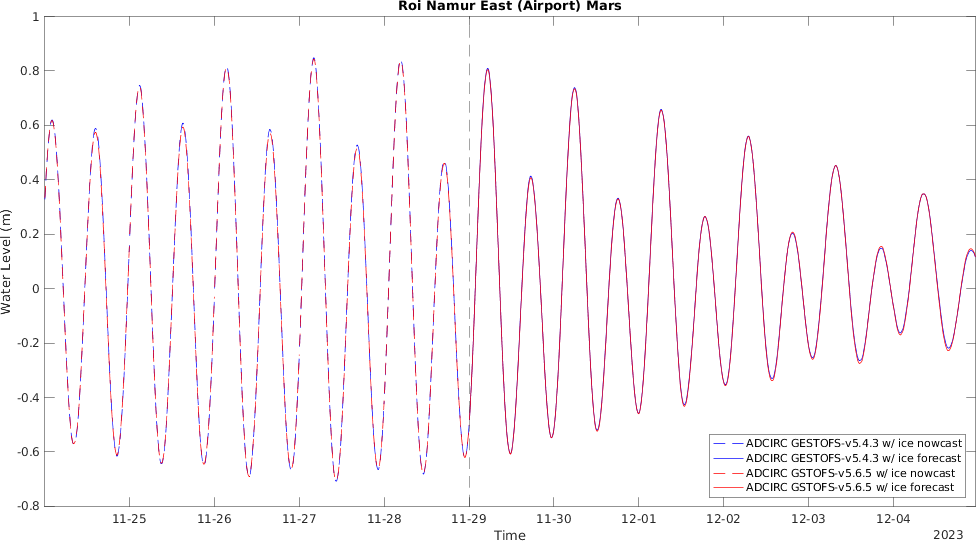 Roi Namur East (Airport) Mars
1
0.8
0.6
0.4
0.2
0
-0.2
-0.4
-0.6
-0.8
Water Level (m)
ADCIRC GESTOFS-v5.4.3 w/ ice nowcast
ADCIRC GESTOFS-v5.4.3 w/ ice forecast
ADCIRC GSTOFS-v5.6.5 w/ ice nowcast
ADCIRC GSTOFS-v5.6.5 w/ ice forecast
11-25 11-26 11-27 11-28 11-29 11-30 12-01 12-02 12-03 12-04
Time
2023